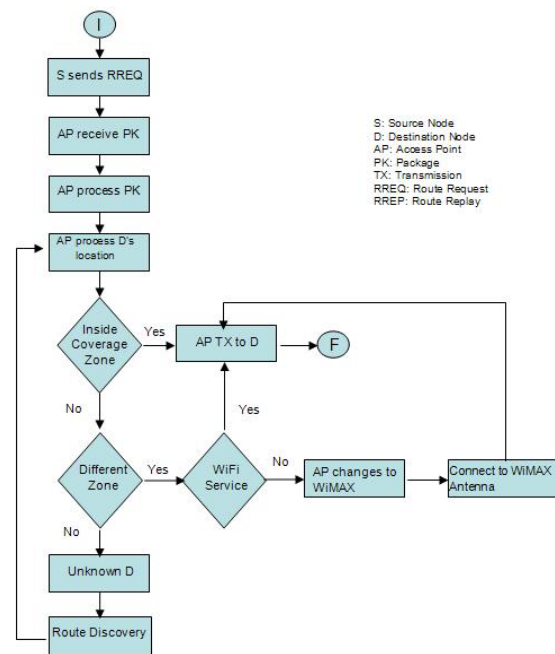 I
S sends RREQ
AP receive PK
AP process PK
AP process D's
location
S: Source Node
D: Destination Node
AP: Access Point
PK: Package
TX: Transmission
RREQ: Route Request
RREP: Route Replay
Inside
Coverage
Zone
Yes
AP TX to D
F
No
Yes
Different
Zone
Yes
WiFi
Service
No
AP changes to
WiMAX
Connect to WiMAX
Antenna
No
Unknown D
Route Discovery